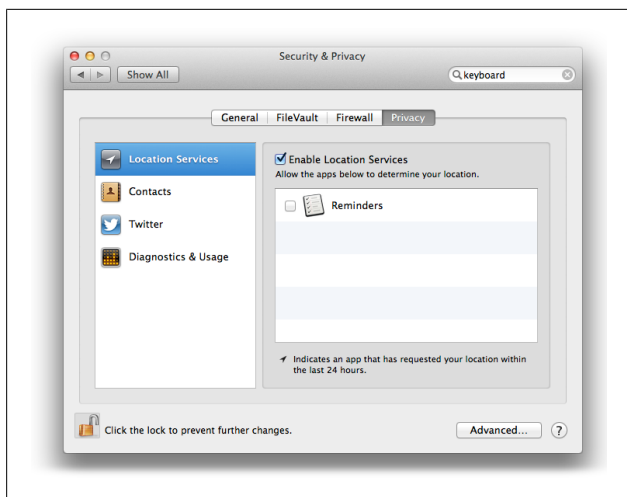 Security & Privacy
Show All
keyboard
General FileVault Firewall Privacy
Location Services
Contacts
Twitter
Diagnostics & Usage
Enable Location Services
Allow the apps below to determine your location.
Reminders
Indicates an app that has requested your location within
the last 24 hours.
Click the lock to prevent further changes.
Advanced...
?